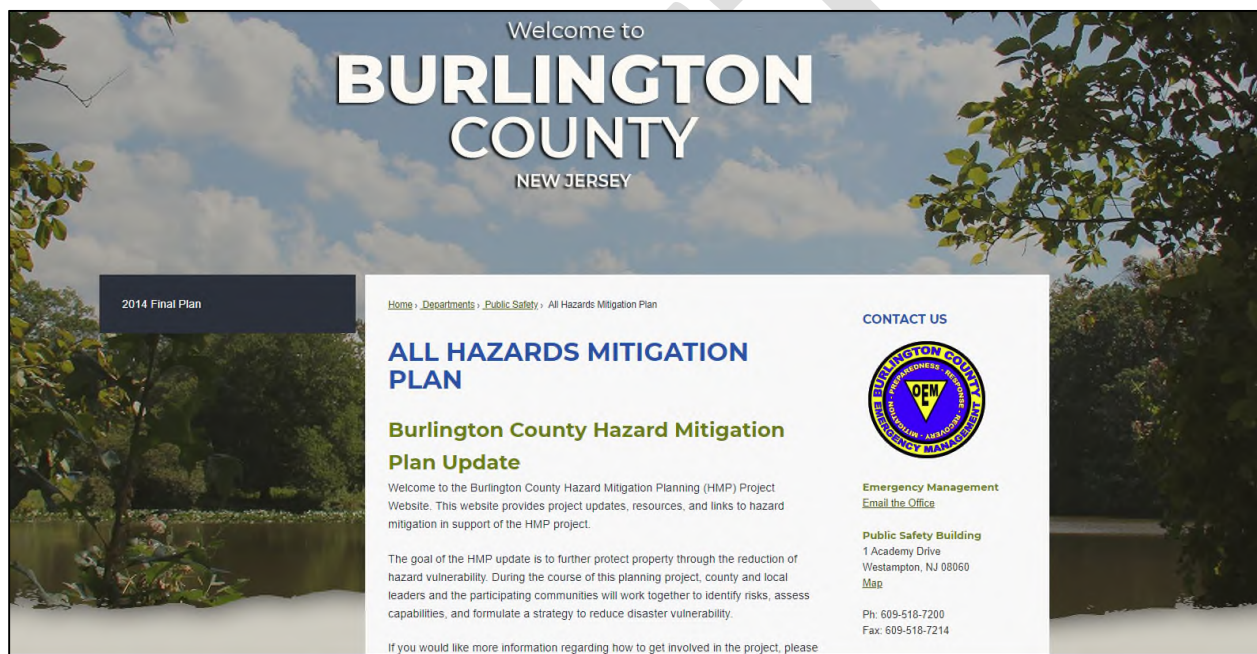 Welcome to
BURLINGTON
COUNTY
NEW JERSEY
2014 Final Plan
Home › Departments › Public Safety › All Hazards Mitigation Plan
ALL HAZARDS MITIGATION
PLAN
Burlington County Hazard Mitigation
Plan Update
Welcome to the Burlington County Hazard Mitigation Planning (HMP) Project
Website. This website provides project updates, resources, and links to hazard
mitigation in support of the HMP project.
The goal of the HMP update is to further protect property through the reduction of
hazard vulnerability. During the course of this planning project, county and local
leaders and the participating communities will work together to identify risks, assess
capabilities, and formulate a strategy to reduce disaster vulnerability.
If you would like more information regarding how to get involved in the project, please
CONTACT US
BURLINGTON COUNTY
EMERGENCY MANAGEMENT
PREPAREDNESS - RESPONSE - RECOVERY - MITIGATION -
OEM
Emergency Management
Email the Office
Public Safety Building
1 Academy Drive
Westampton, NJ 08060
Map
Ph: 609-518-7200
Fax: 609-518-7214